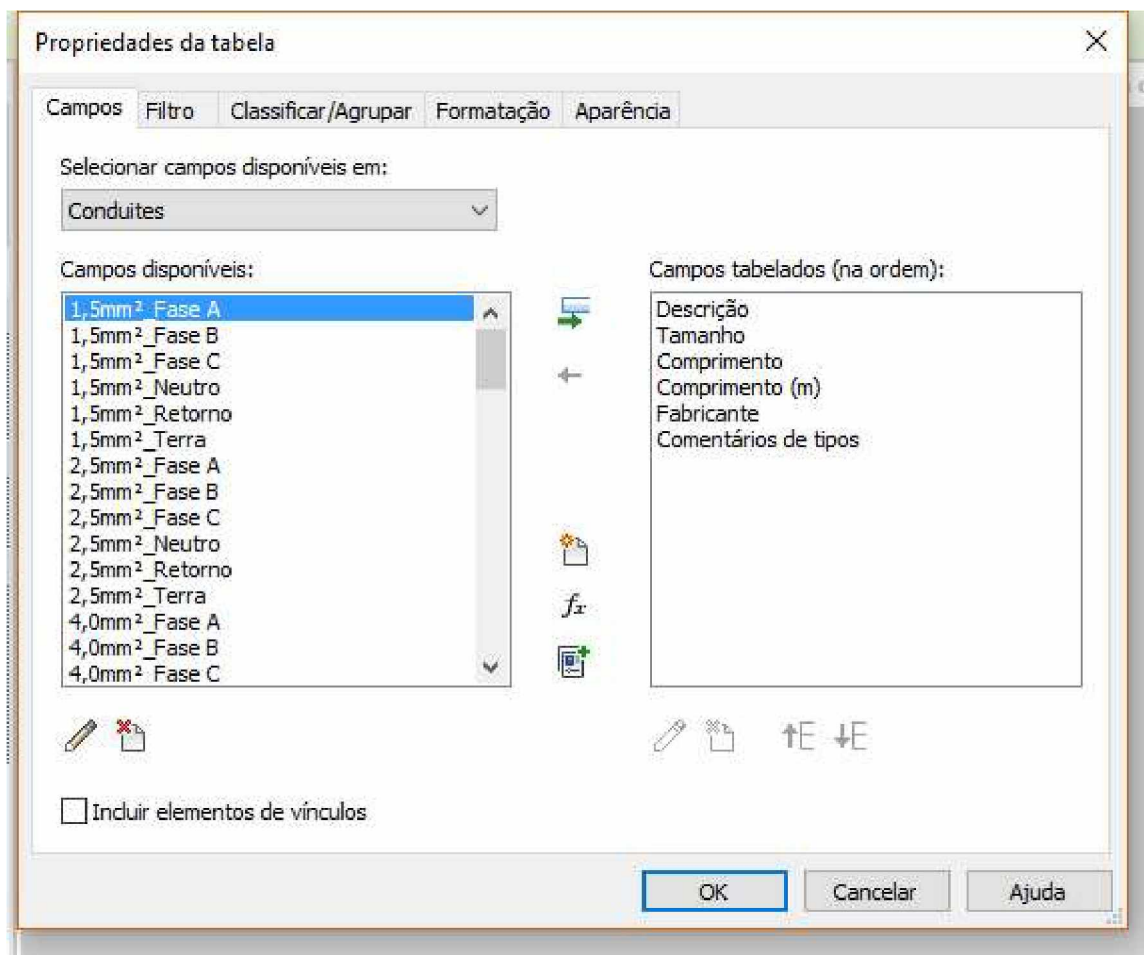 Propriedades da tabela
Campos Filtro Classificar/Agrupar Formatação Aparência
Selecionar campos disponíveis em:
Conduites
Campos disponíveis:
1,5mm²_Fase A
1,5mm²_Fase B
1,5mm²_Fase C
1,5mm²_Neutro
1,5mm²_Retorno
1,5mm²_Terra
2,5mm²_Fase A
2,5mm²_Fase B
2,5mm²_Fase C
2,5mm²_Neutro
2,5mm²_Retorno
2,5mm²_Terra
4,0mm²_Fase A
4,0mm²_Fase B
4,0mm²_Fase C
fx
Campos tabelados (na ordem):
Descrição
Tamanho
Comprimento
Comprimento (m)
Fabricante
Comentários de tipos
Incluir elementos de vínculos
OK Cancelar Ajuda